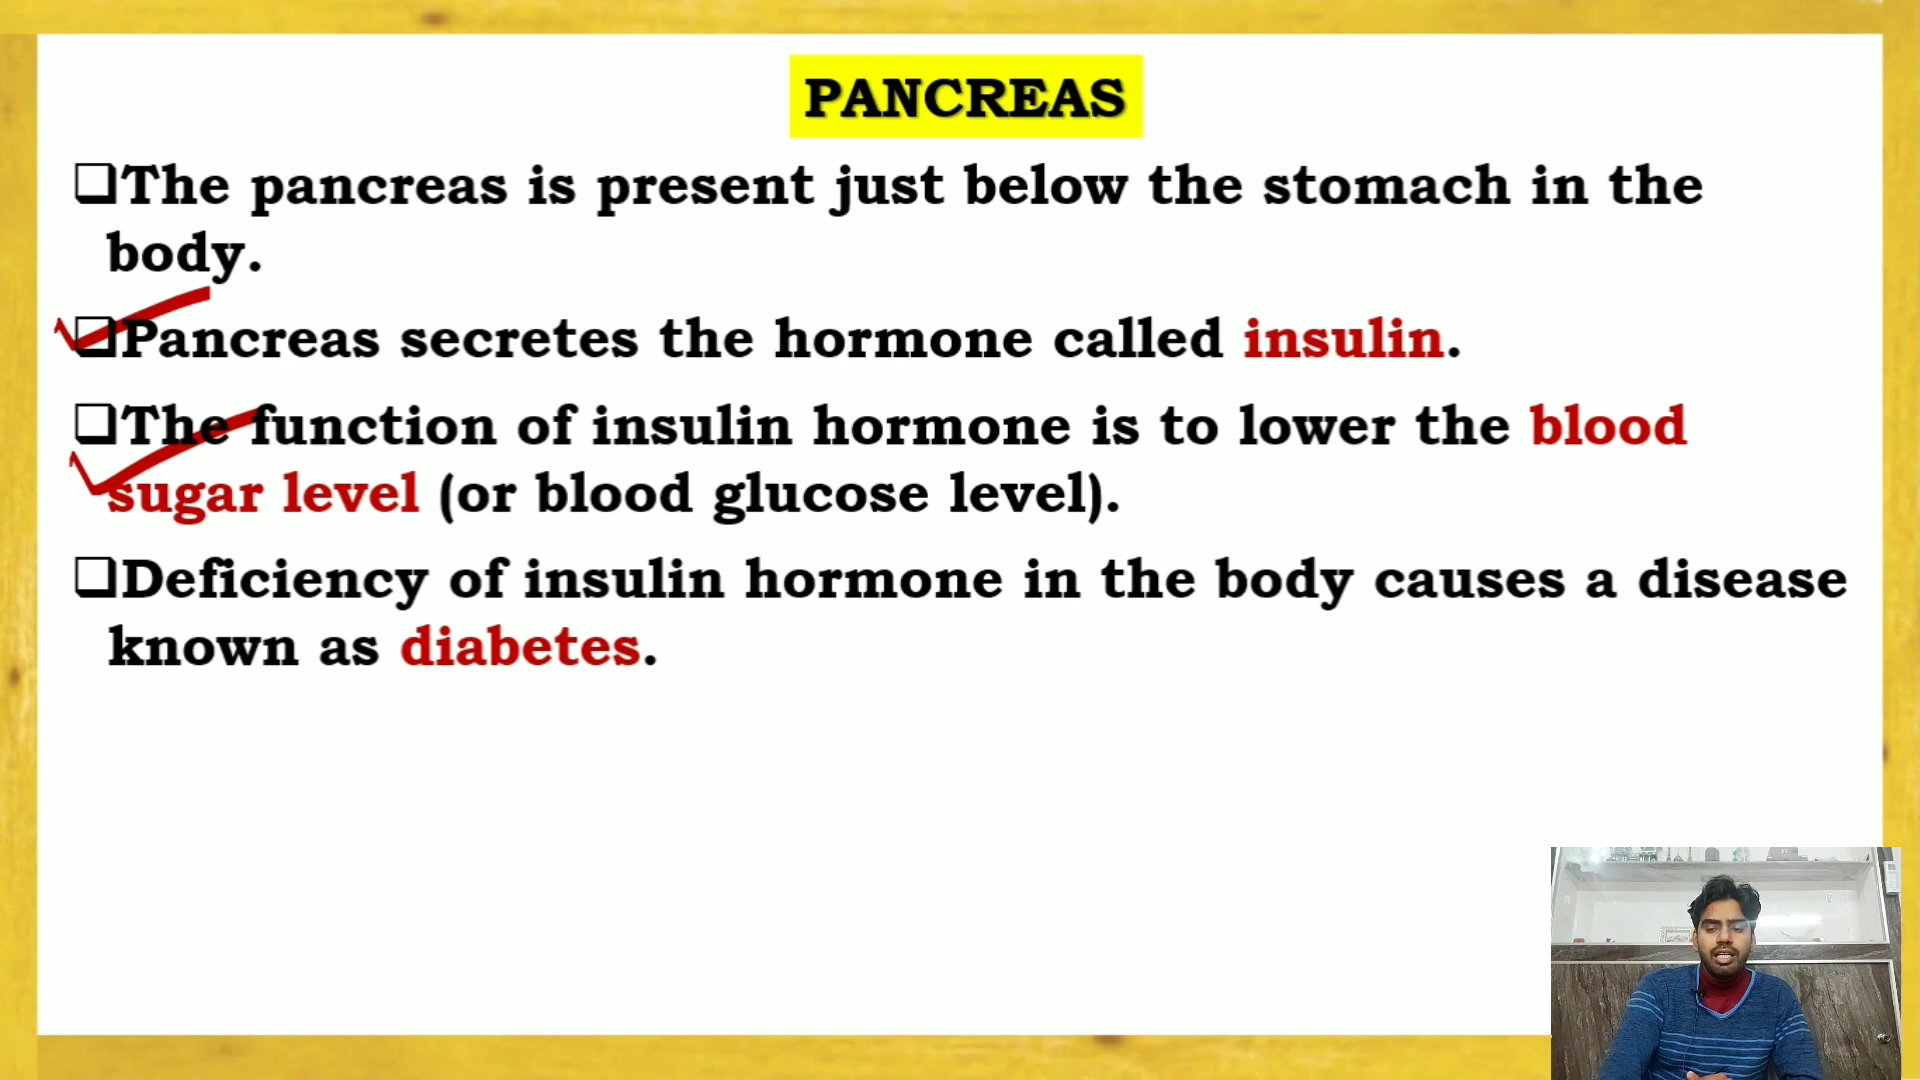 PANCREAS
❑The pancreas is present just below the stomach in the
body.
❑Pancreas secretes the hormone called insulin.
❑The function of insulin hormone is to lower the blood
sugar level (or blood glucose level).
❑Deficiency of insulin hormone in the body causes a disease
known as diabetes.